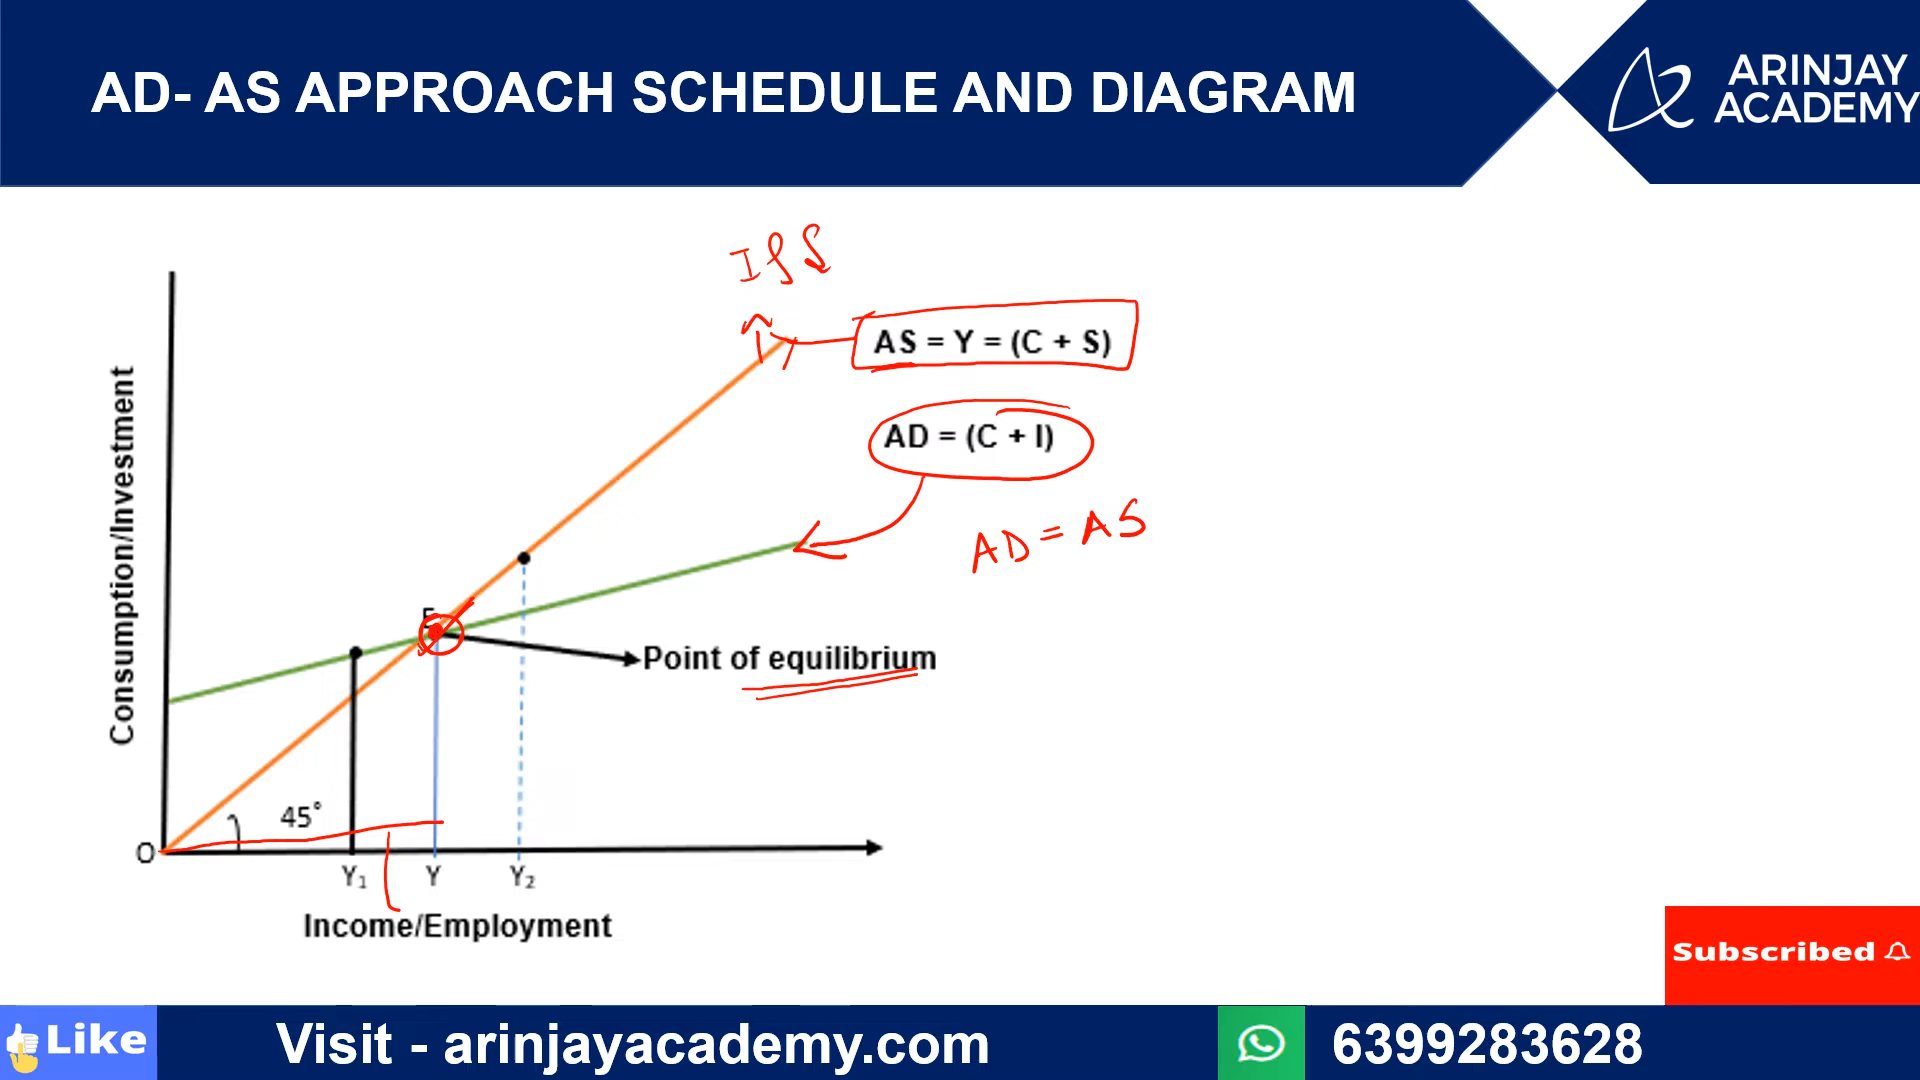 AD- AS APPROACH SCHEDULE AND DIAGRAM
ARINJAY
ACADEMY
AS = Y = (C + S)
AD = (C + I)
AD = AS
Consumption/Investment
E
Point of equilibrium
45°
O
Y₁ Y Y₂
Income/Employment
Subscribed
Like
Visit - arinjayacademy.com
6399283628